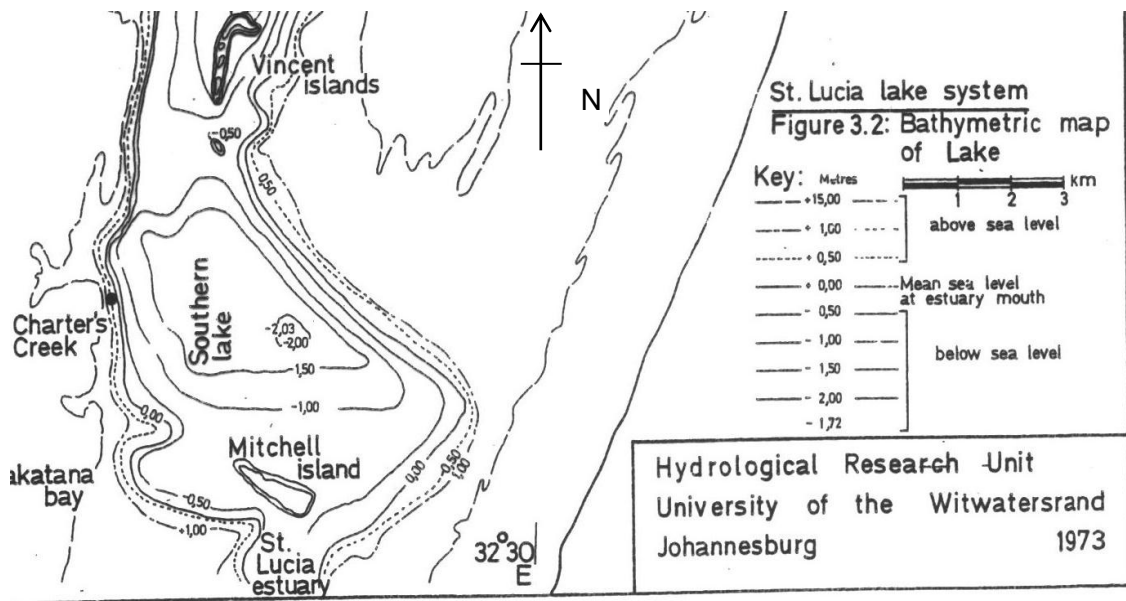 Vincent
islands
-0,50
0,50
N
St. Lucia lake system
Figure 3.2: Bathymetric map
of Lake
Key: Metres
km
1 2 3
+15,00
+ 1,00
+ 0,50
above sea level
+ 0,00
Mean sea level
at estuary mouth
- 0,50
- 1,00
- 1,50
- 2,00
- 1,72
below sea level
Charter's
Creek
Southern
lake
-2,03
-2,00
1,50
-1,00
0,00
Mitchell
island
akatana
bay
-0,50
+1,00
0,00
-0,50
1,00
St.
Lucia
estuary
32°30
E
Hydrological Research Unit
University of the Witwatersrand
Johannesburg 1973